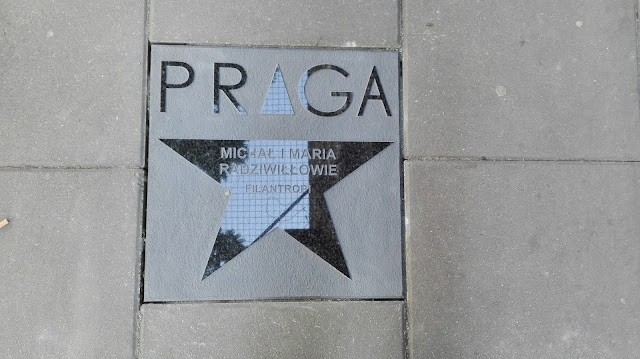 PRAGA
MICHAŁ I MARIA
RADZIWIŁŁOWIE
FILANTROPI